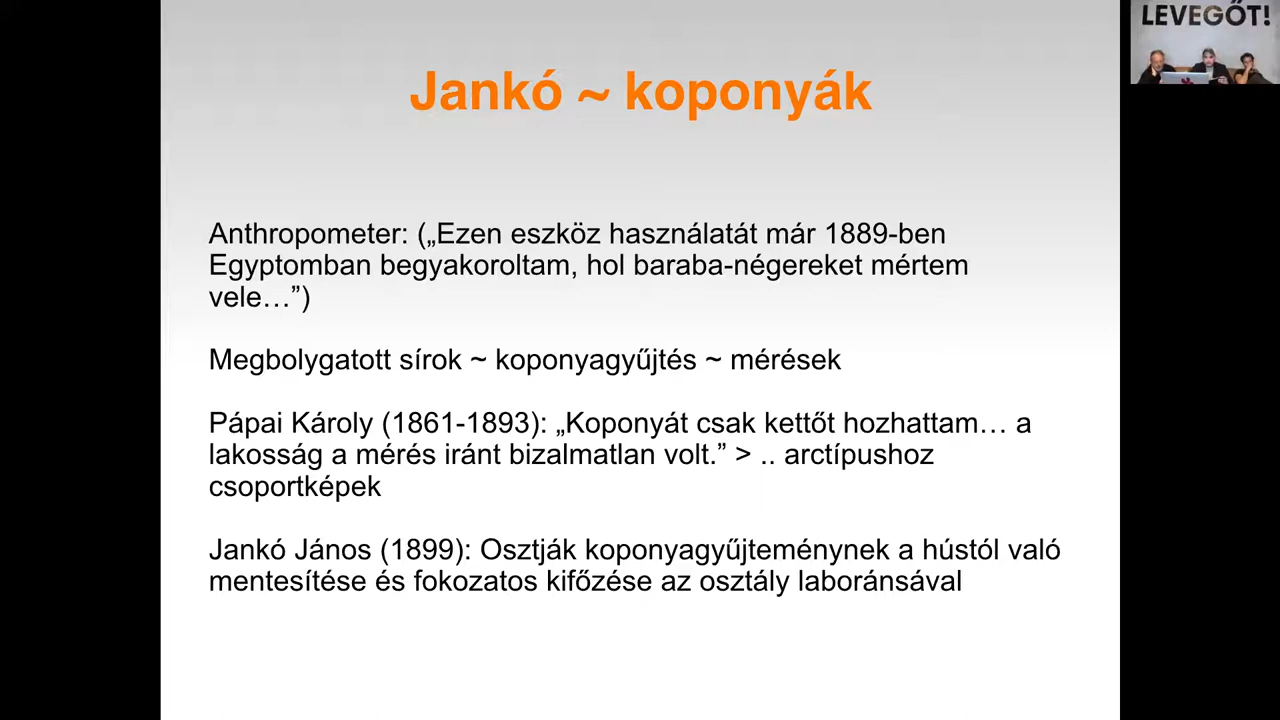 LEVEGŐT!
Jankó ~ koponyák
Anthropometer: („Ezen eszköz használatát már 1889-ben
Egyptomban begyakoroltam, hol baraba-négereket mértem
vele…”)
Megbolygatott sírok ~ koponyagyűjtés ~ mérések
Pápai Károly (1861-1893): „Koponyát csak kettőt hozhattam… a
lakosság a mérés iránt bizalmatlan volt.” > .. arctípushoz
csoportképek
Jankó János (1899): Osztják koponyagyűjteménynek a hústól való
mentesítése és fokozatos kifőzése az osztály laboránsával